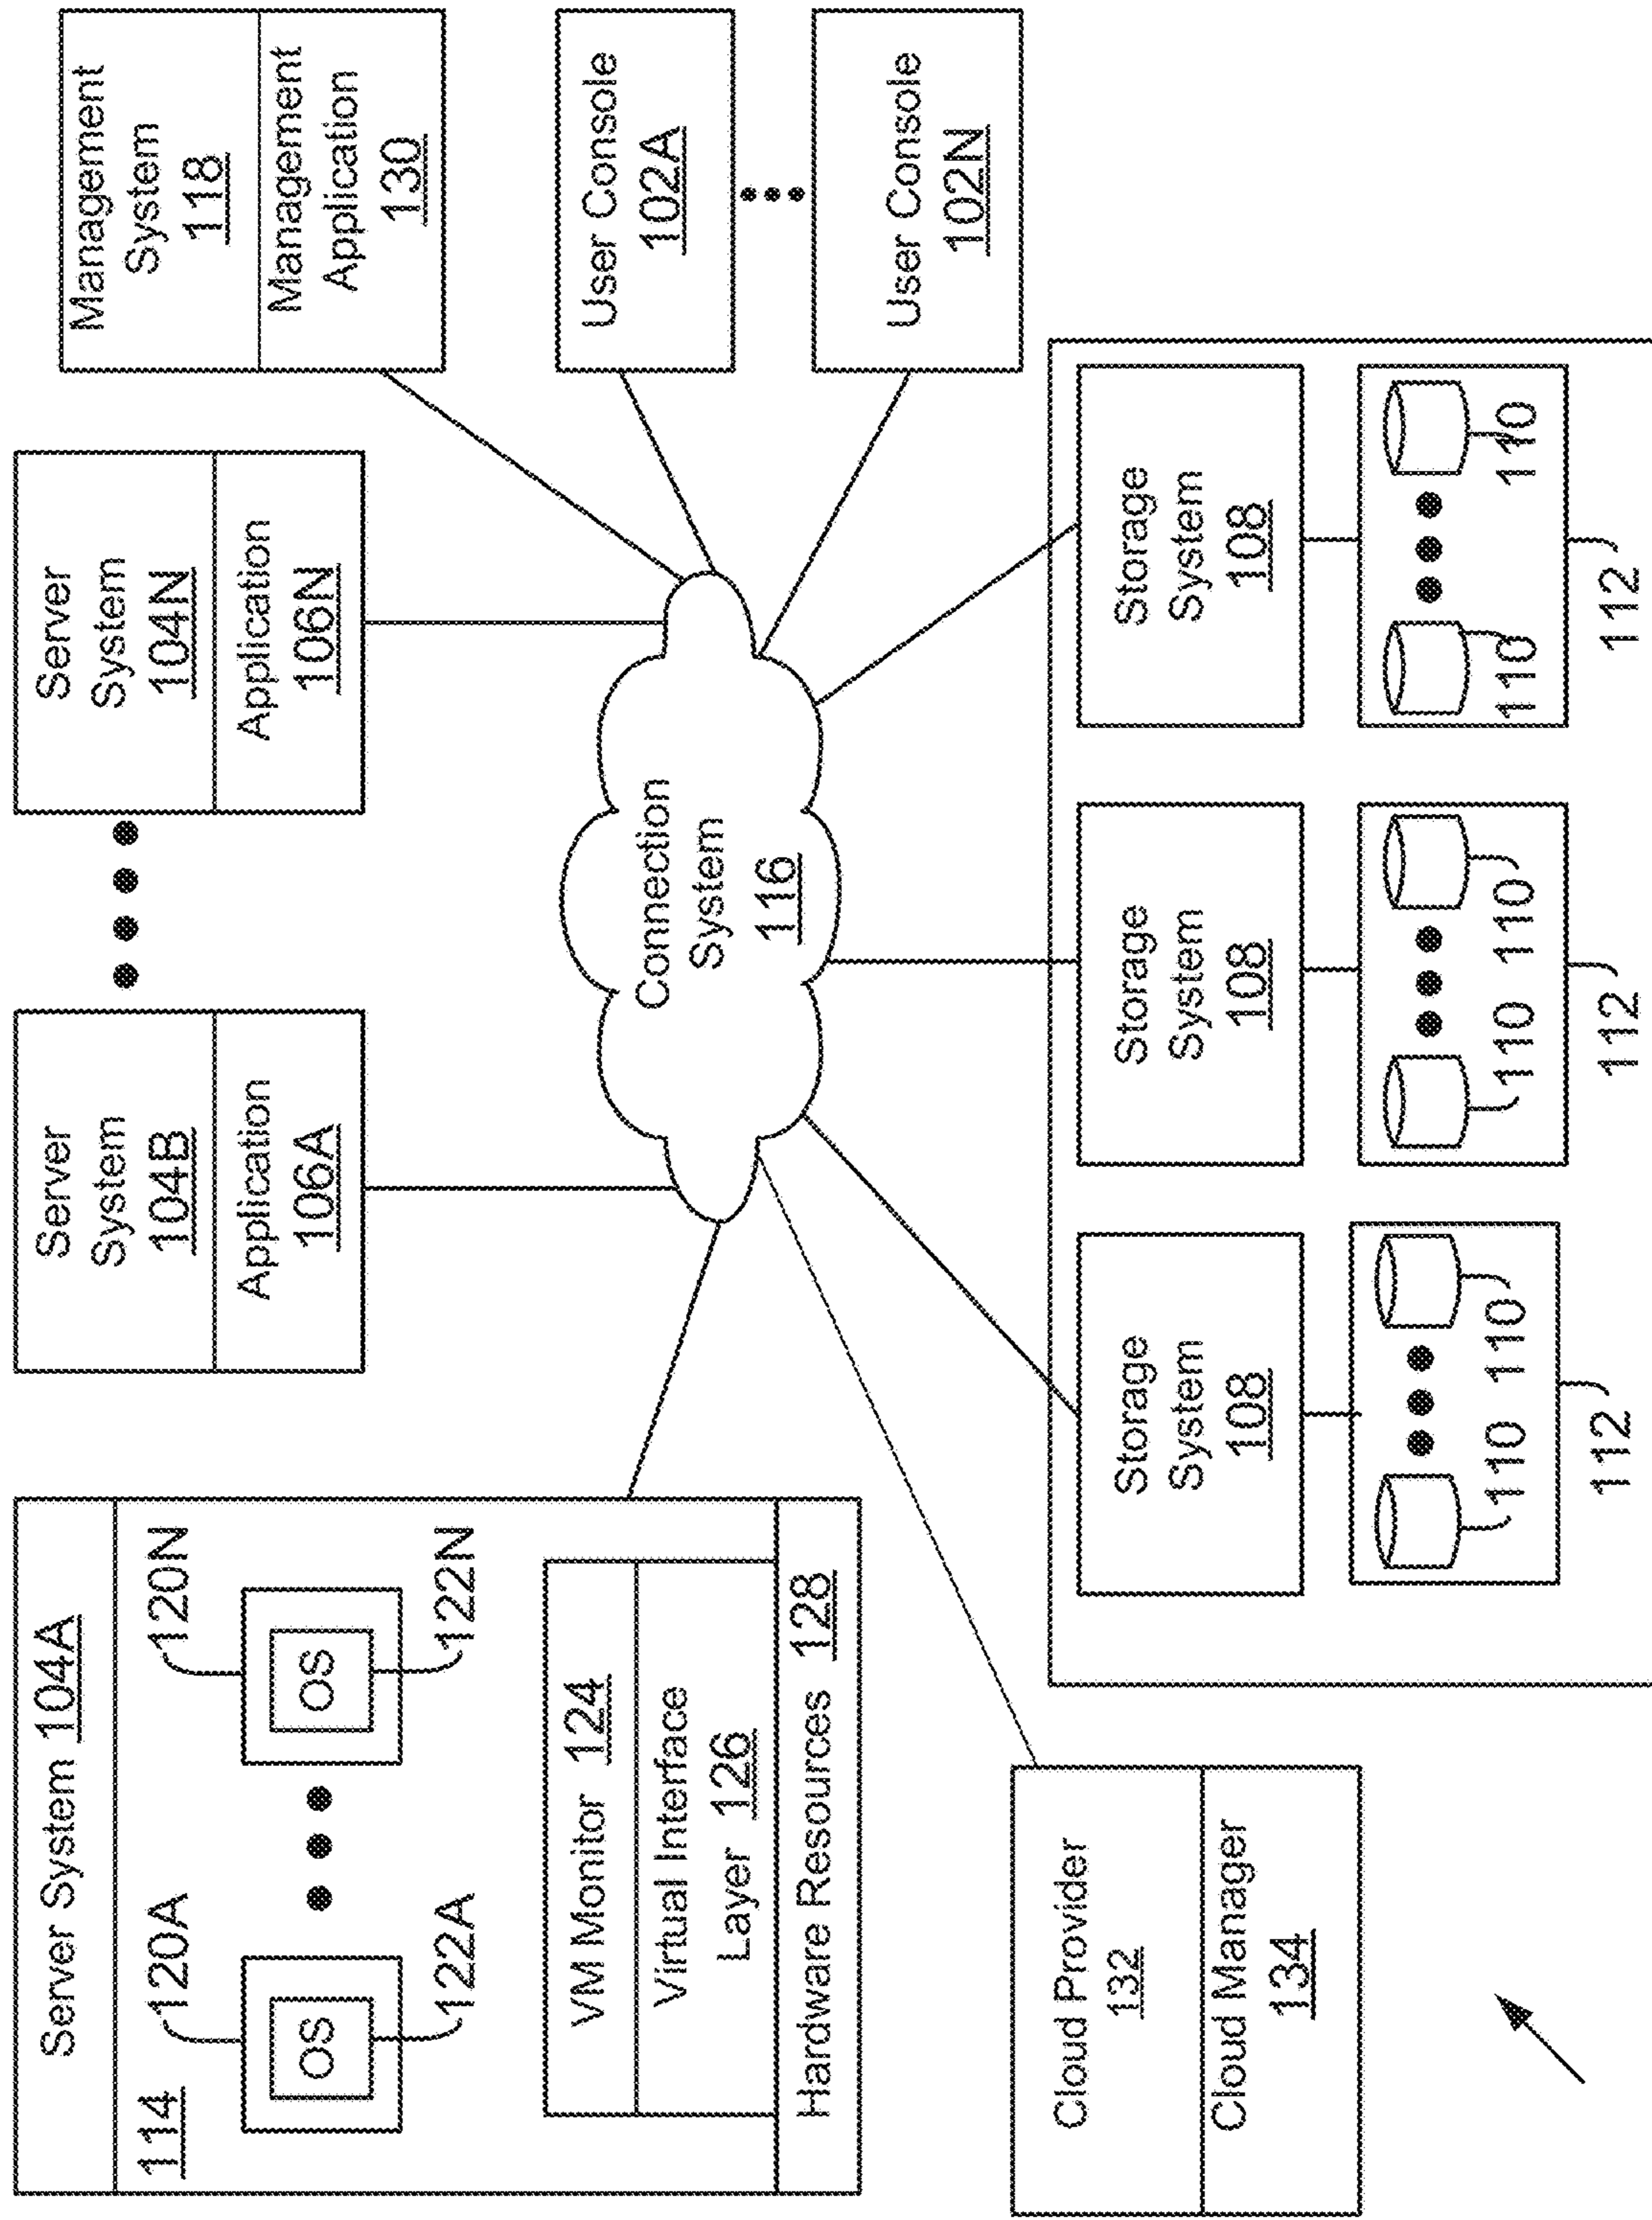 Server System 104A
114
120A
120N
OS
OS
122A
122N
VM Monitor 124
Virtual Interface
Layer 126
Hardware Resources 128
Server
System
104B
Application
106A
Server
System
104N
Application
106N
Management
System
118
Management
Application
130
Connection
System
116
User Console
102A
User Console
102N
Cloud Provider
132
Cloud Manager
134
Storage
System
108
110
110
112
Storage
System
108
110
110
112
Storage
System
108
110
110
112